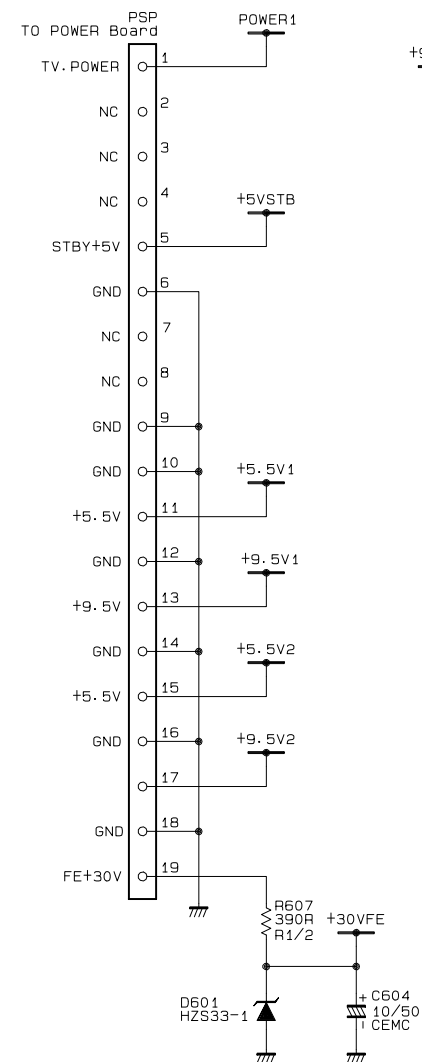 PSP
TO POWER Board
POWER1
+9
TV.POWER 1
NC 2
NC 3
NC 4
+5VSTB
STBY+5V 5
GND 6
NC 7
NC 8
GND 9
GND 10
+5.5V1
+5.5V 11
GND 12
+9.5V1
+9.5V 13
GND 14
+5.5V2
+5.5V 15
GND 16
+9.5V2
17
GND 18
FE+30V 19
R607
390R
R1/2
+30VFE
D601
HZS33-1
+ C604
10/50
CEMC